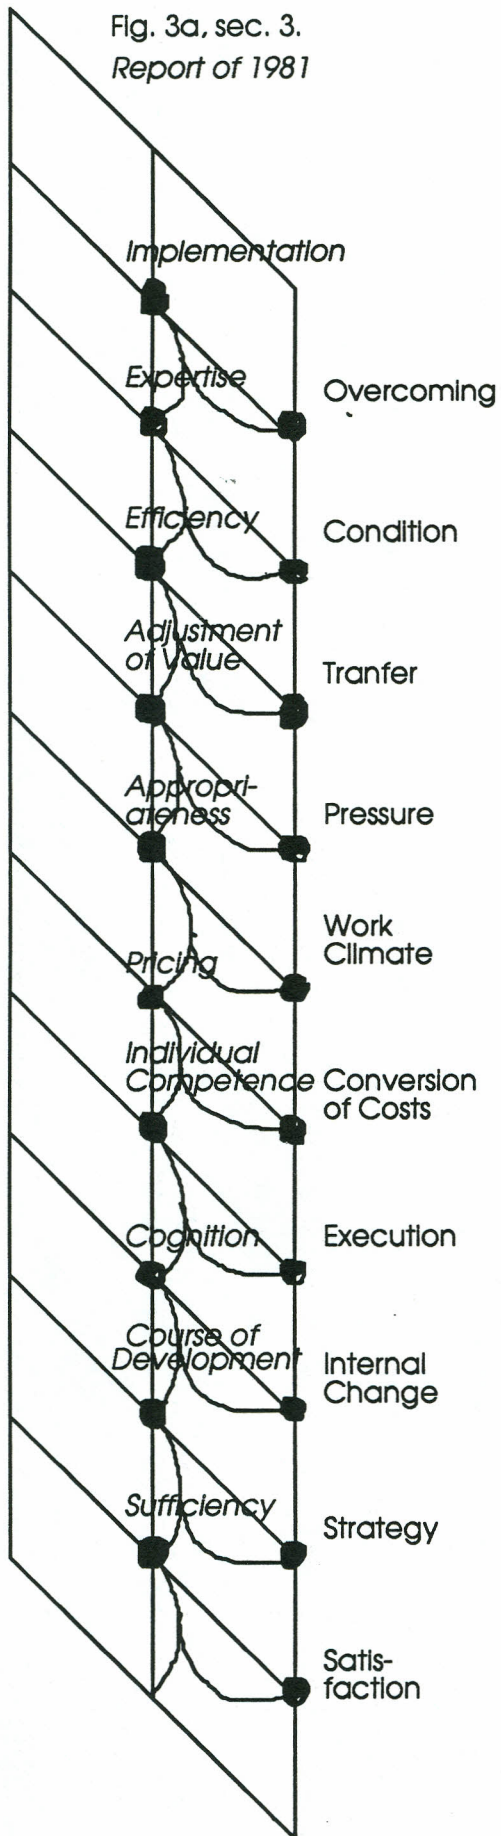 Fig. 3a, sec. 3.
Report of 1981
Implementation
Expertise
Overcoming
Efficiency
Condition
Adjustment
of Value
Tranfer
Appropri-
ateness
Pressure
Work
Climate
Pricing
Individual
Competence
Conversion
of Costs
Cognition
Execution
Course of
Development
Internal
Change
Sufficiency
Strategy
Satis-
faction